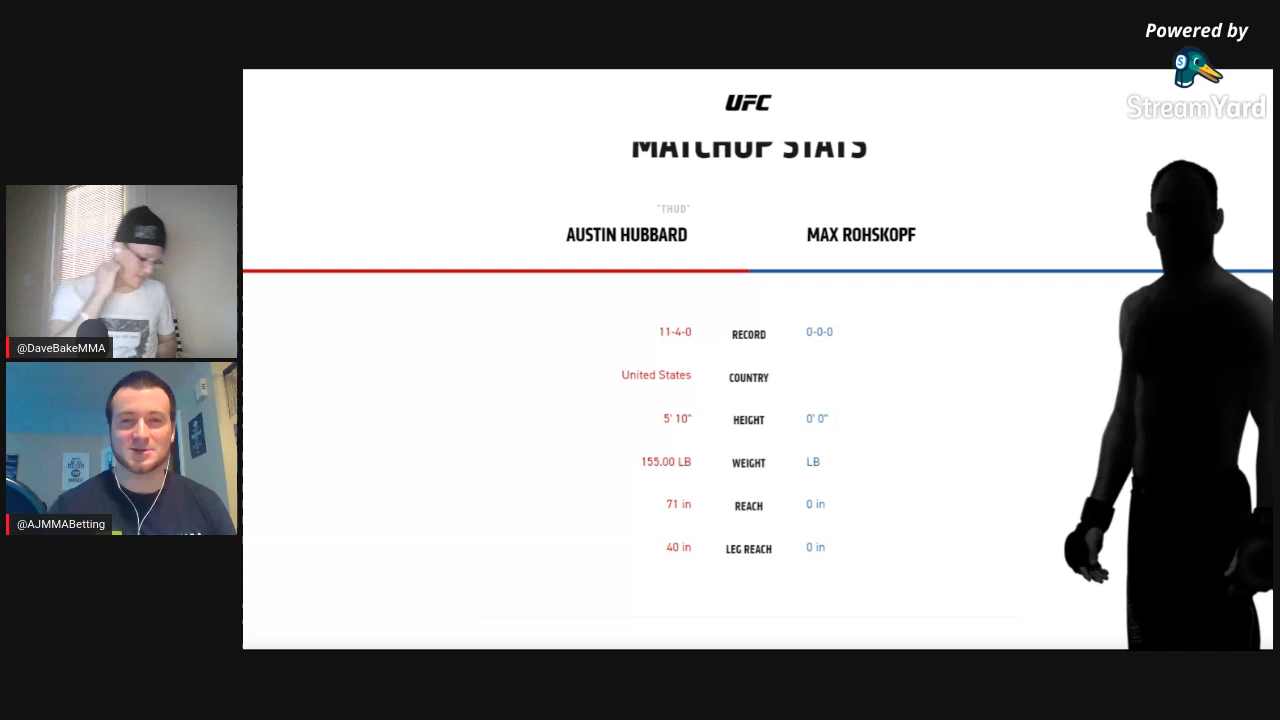 Powered by
StreamYard
UFC
MATCHUP STATS
"THUD"
AUSTIN HUBBARD MAX ROHSKOPF
11-4-0 RECORD 0-0-0
United States COUNTRY
5' 10" HEIGHT 0' 0"
155.00 LB WEIGHT LB
71 in REACH 0 in
40 in LEG REACH 0 in
@DaveBakeMMA
@AJMMABetting